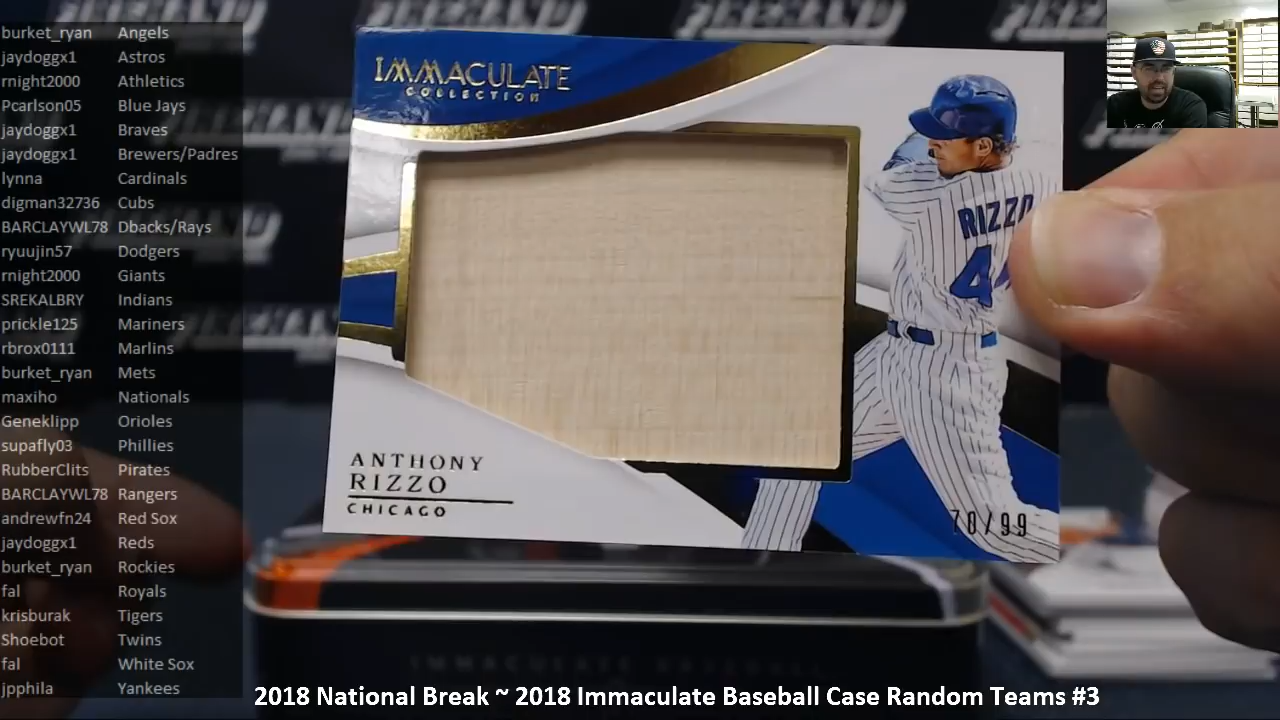 burket_ryan Angels
jaydoggx1 Astros
rnight2000 Athletics
Pcarlson05 Blue Jays
jaydoggx1 Braves
jaydoggx1 Brewers/Padres
lynna Cardinals
digman32736 Cubs
BARCLAYWL78 Dbacks/Rays
ryuujin57 Dodgers
rnight2000 Giants
SREKALBRY Indians
prickle125 Mariners
rbrox0111 Marlins
burket_ryan Mets
maxiho Nationals
Geneklipp Orioles
supafly03 Phillies
RubberClits Pirates
BARCLAYWL78 Rangers
andrewfn24 Red Sox
jaydoggx1 Reds
burket_ryan Rockies
fal Royals
krisburak Tigers
Shoebot Twins
fal White Sox
jpphila Yankees
IMMACULATE
COLLECTION
RIZZO
44
ANTHONY
RIZZO
CHICAGO
70/99
IMMACULATE BASEBALL
2018 National Break ~ 2018 Immaculate Baseball Case Random Teams #3